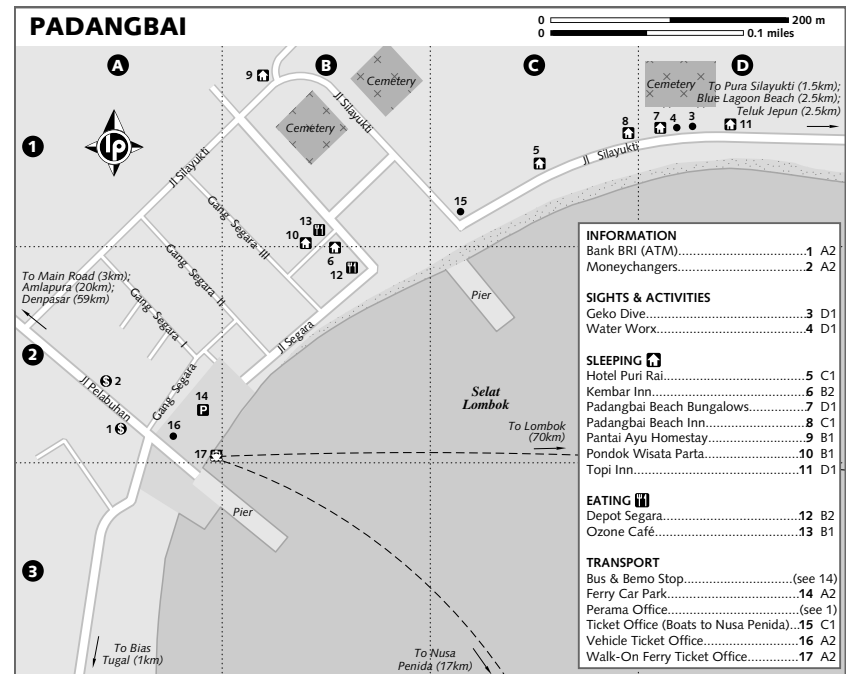 PADANGBAI
0 200 m
0 0.1 miles
A
B
C
D
1
2
3
lp
9
Cemetery
Cemetery
Cemetery
To Pura Silayukti (1.5km);
Blue Lagoon Beach (2.5km);
Teluk Jepun (2.5km)
8
7
4
3
11
5
15
Jl Silayukti
Jl Silayukti
Jl Silayukti
Gang Segara III
Gang Segara II
Gang Segara I
Gang Segara
Jl Segara
Jl Pelabuhan
13
10
6
12
To Main Road (3km);
Amlapura (20km);
Denpasar (59km)
$ 2
1 $
14
P
16
17
Pier
Pier
Selat
Lombok
To Lombok
(70km)
To Bias
Tugal (1km)
To Nusa
Penida (17km)
INFORMATION
Bank BRI (ATM)...................................1 A2
Moneychangers..................................2 A2
SIGHTS & ACTIVITIES
Geko Dive..........................................3 D1
Water Worx........................................4 D1
SLEEPING
Hotel Puri Rai.....................................5 C1
Kembar Inn........................................6 B2
Padangbai Beach Bungalows..............7 D1
Padangbai Beach Inn..........................8 C1
Pantai Ayu Homestay.........................9 B1
Pondok Wisata Parta........................10 B1
Topi Inn............................................11 D1
EATING
Depot Segara....................................12 B2
Ozone Café.......................................13 B1
TRANSPORT
Bus & Bemo Stop.......................(see 14)
Ferry Car Park...................................14 A2
Perama Office..............................(see 1)
Ticket Office (Boats to Nusa Penida)...15 C1
Vehicle Ticket Office.........................16 A2
Walk-On Ferry Ticket Office..............17 A2